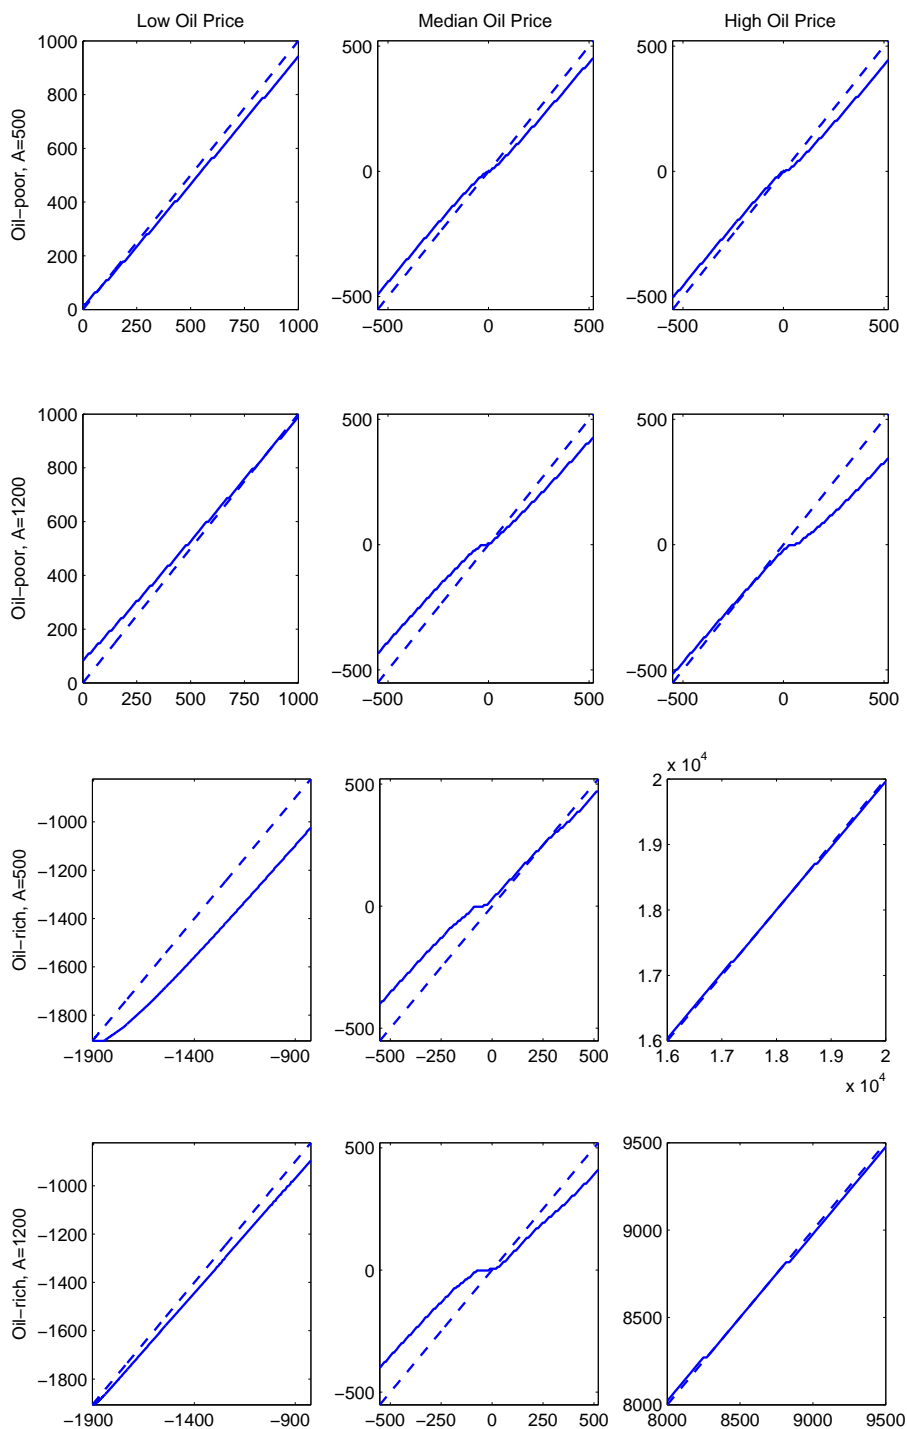 Low Oil Price Median Oil Price High Oil Price
Oil-poor, A=500
1000
800
600
400
200
0
0 250 500 750 1000
500
0
−500
−500 0 500
500
0
−500
−500 0 500
Oil-poor, A=1200
1000
800
600
400
200
0
0 250 500 750 1000
500
0
−500
−500 0 500
500
0
−500
−500 0 500
Oil-rich, A=500
−1000
−1200
−1400
−1600
−1800
−1900 −1400 −900
500
250
0
−250
−500
−500 −250 0 250 500
x 10^4
2
1.9
1.8
1.7
1.6
1.6 1.7 1.8 1.9 2
x 10^4
Oil-rich, A=1200
−1000
−1200
−1400
−1600
−1800
−1900 −1400 −900
500
0
−500
−500 −250 0 250 500
9500
9000
8500
8000
8000 8500 9000 9500